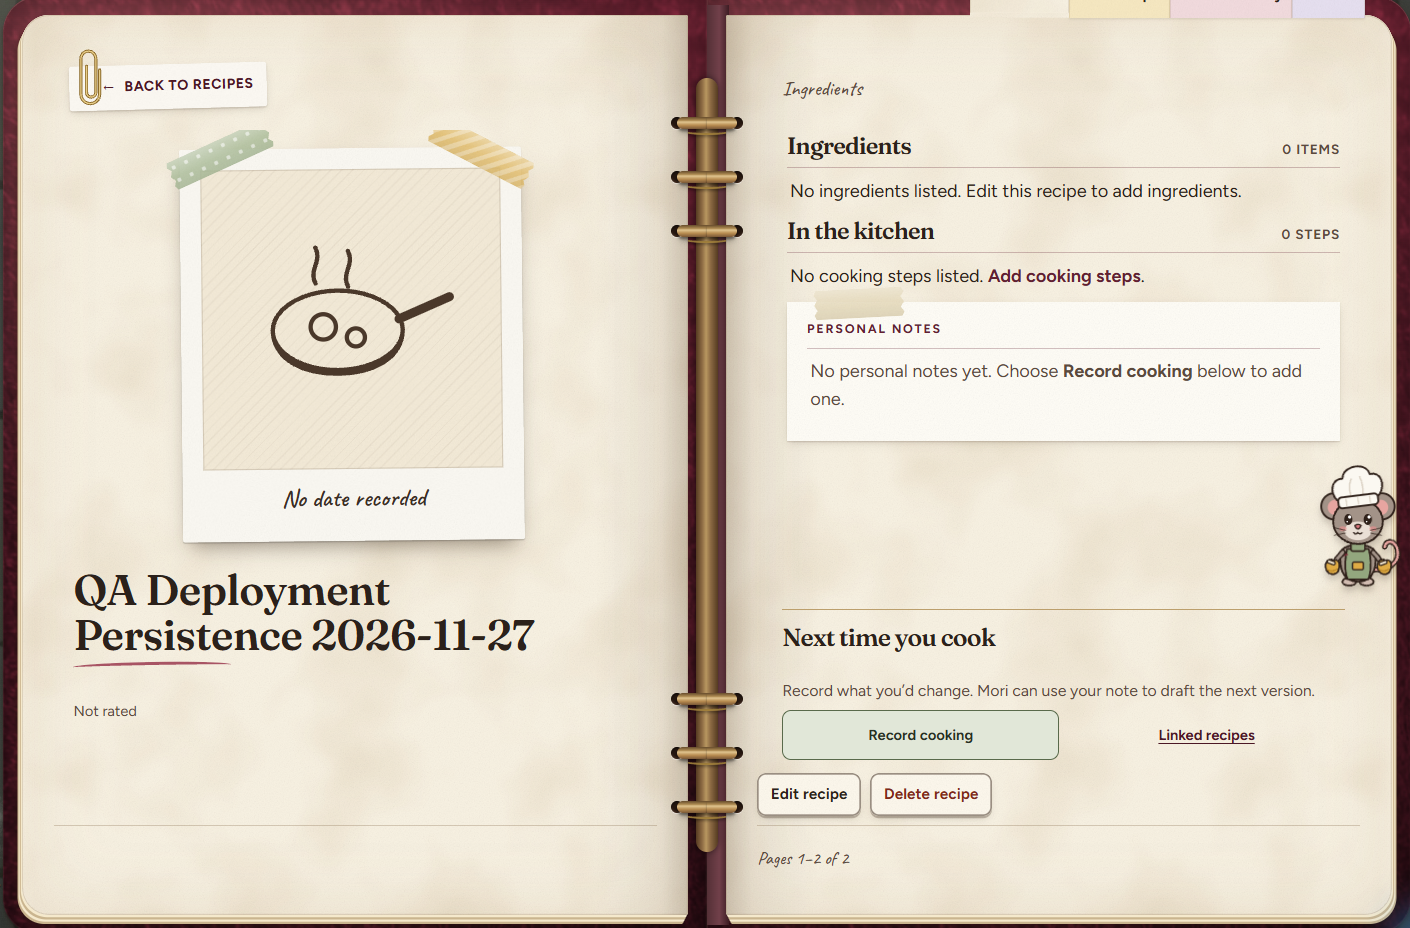 ← BACK TO RECIPES
No date recorded
QA Deployment
Persistence 2026-11-27
Not rated
Ingredients
Ingredients
0 ITEMS
No ingredients listed. Edit this recipe to add ingredients.
In the kitchen
0 STEPS
No cooking steps listed. Add cooking steps.
PERSONAL NOTES
No personal notes yet. Choose Record cooking below to add
one.
Next time you cook
Record what you’d change. Mori can use your note to draft the next version.
Record cooking
Linked recipes
Edit recipe
Delete recipe
Pages 1–2 of 2